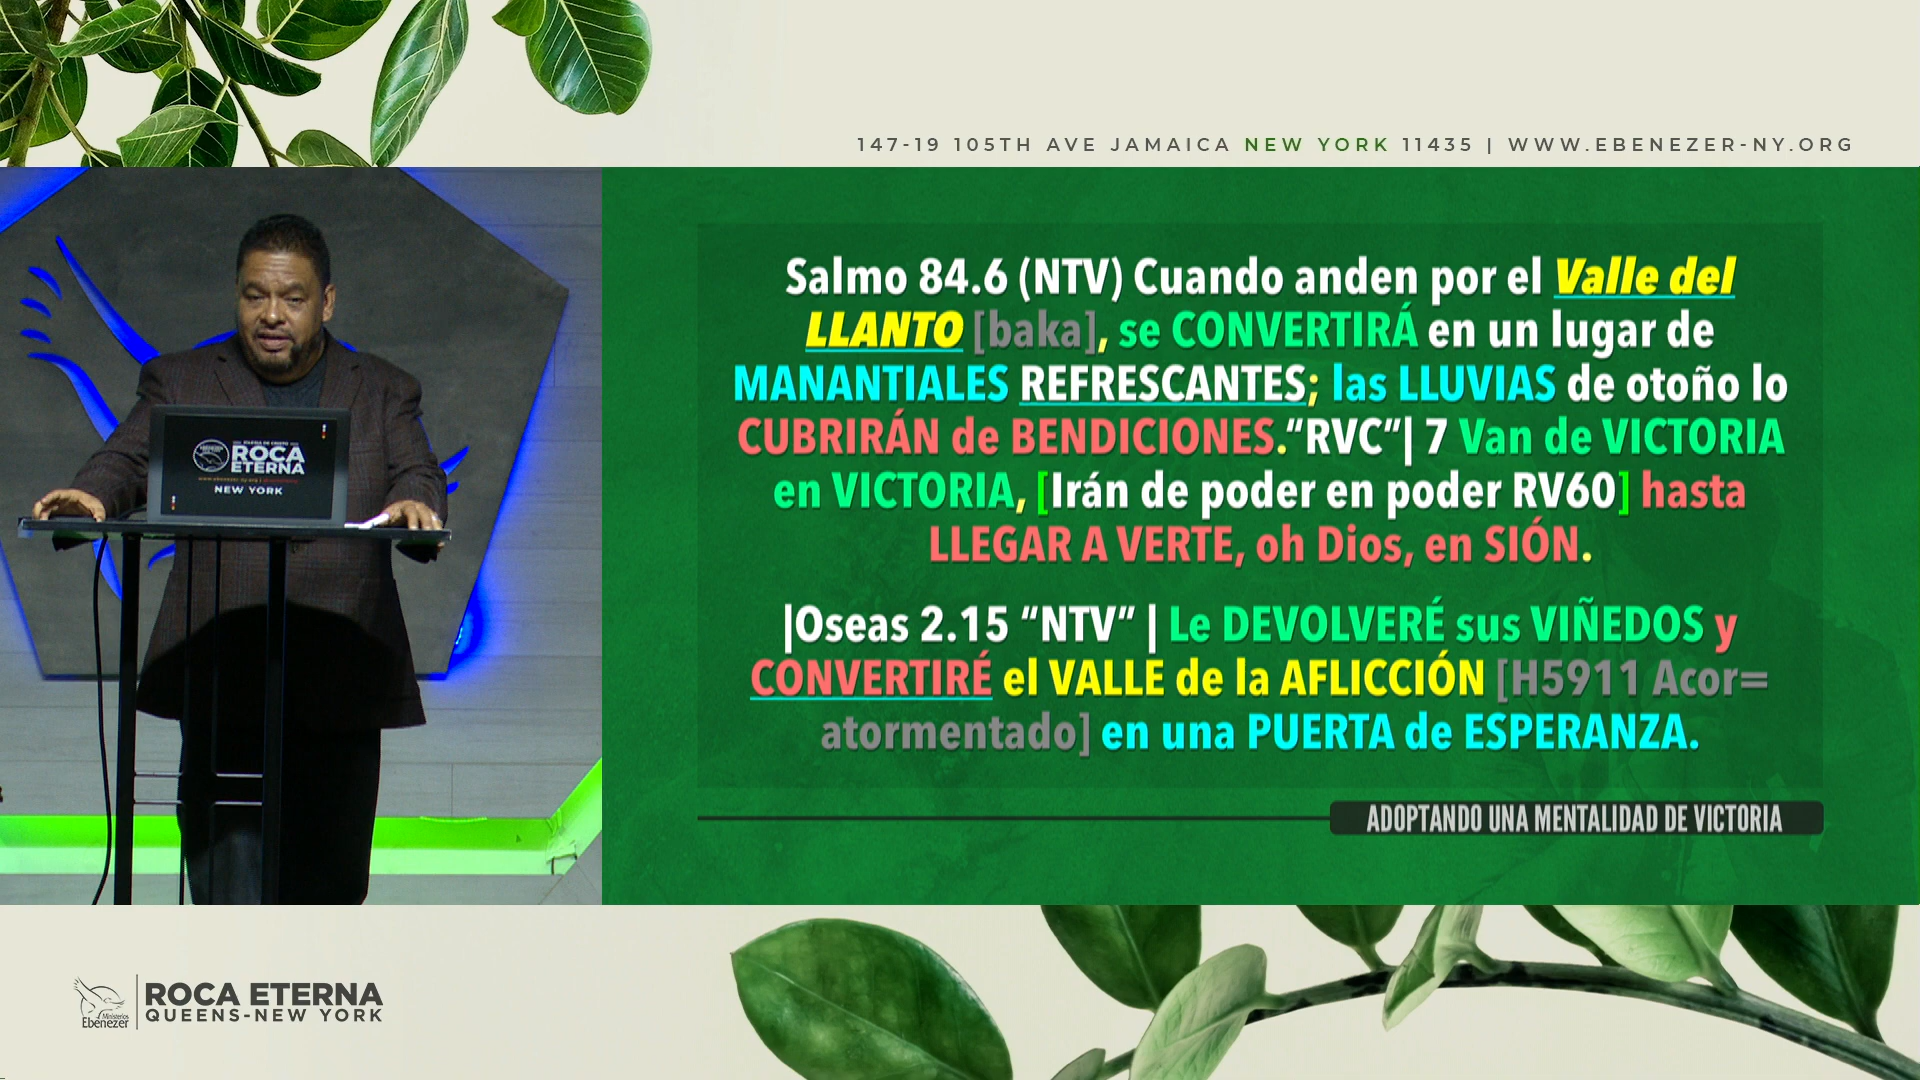 147-19 105TH AVE JAMAICA NEW YORK 11435 | WWW.EBENEZER-NY.ORG
Salmo 84.6 (NTV) Cuando anden por el Valle del
LLANTO [baka], se CONVERTIRÁ en un lugar de
MANANTIALES REFRESCANTES; las LLUVIAS de otoño lo
CUBRIRÁN de BENDICIONES."RVC"| 7 Van de VICTORIA
en VICTORIA, [Irán de poder en poder RV60] hasta
LLEGAR A VERTE, oh Dios, en SIÓN.
|Oseas 2.15 "NTV" | Le DEVOLVERÉ sus VIÑEDOS y
CONVERTIRÉ el VALLE de la AFLICCIÓN [H5911 Acor=
atormentado] en una PUERTA de ESPERANZA.
ADOPTANDO UNA MENTALIDAD DE VICTORIA
ROCA
ETERNA
NEW YORK
Ministerios
Ebenezer
ROCA ETERNA
QUEENS-NEW YORK